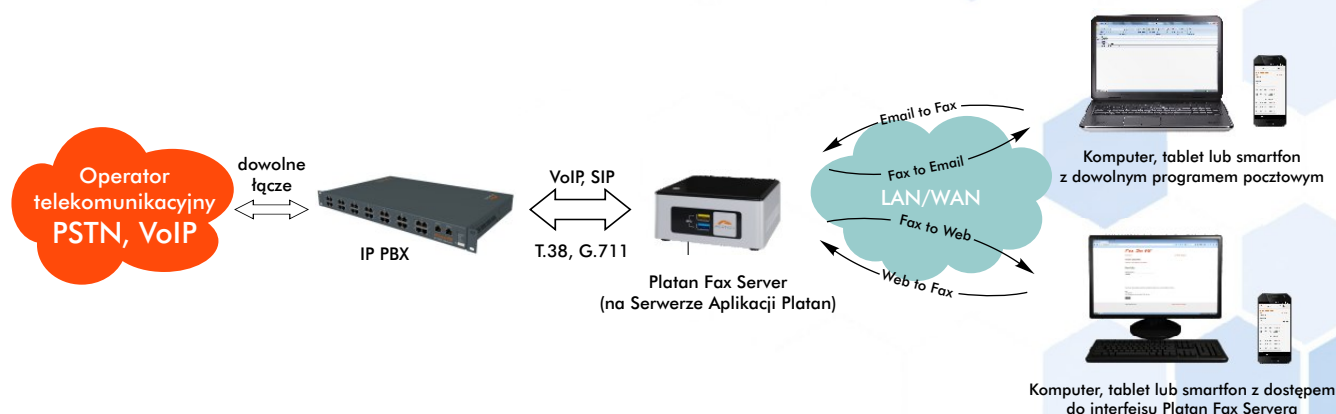 Operator
telekomunikacyjny
PSTN, VoIP
dowolne
łącze
IP PBX
VoIP, SIP
T.38, G.711
Platan Fax Server
(na Serwerze Aplikacji Platan)
Email to Fax
Fax to Email
LAN/WAN
Fax to Web
Web to Fax
Komputer, tablet lub smartfon
z dowolnym programem pocztowym
Komputer, tablet lub smartfon z dostępem
do interfejsu Platan Fax Servera